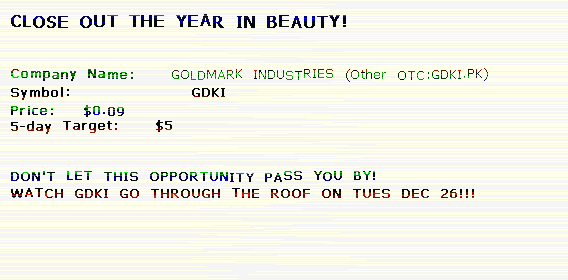 CLOSE OUT THE YEAR IN BEAUTY!
Company Name: GOLDMARK INDUSTRIES (Other OTC:GDKI.PK)
Symbol: GDKI
Price: $0.09
5-day Target: $5
DON'T LET THIS OPPORTUNITY PASS YOU BY!
WATCH GDKI GO THROUGH THE ROOF ON TUES DEC 26!!!